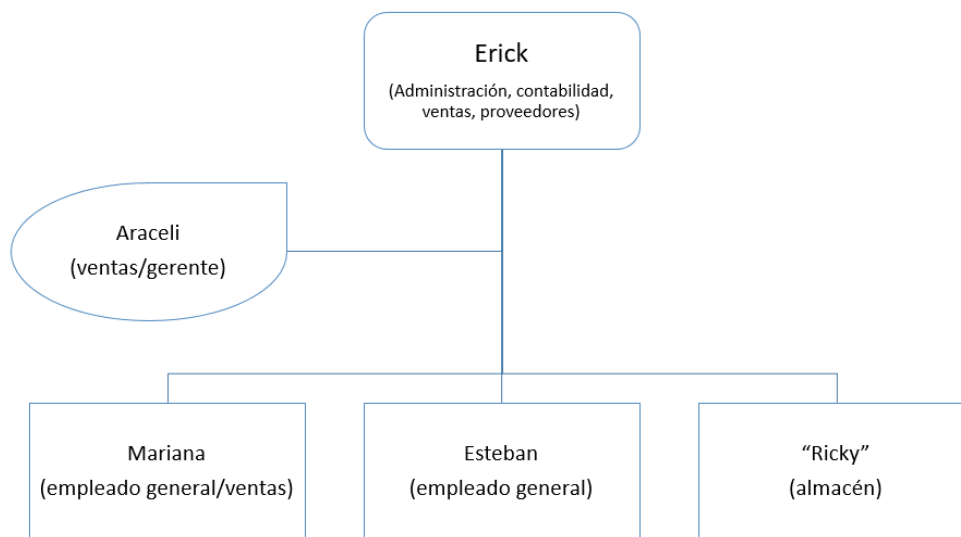 Erick
(Administración, contabilidad,
ventas, proveedores)
Araceli
(ventas/gerente)
Mariana
(empleado general/ventas)
Esteban
(empleado general)
“Ricky”
(almacén)